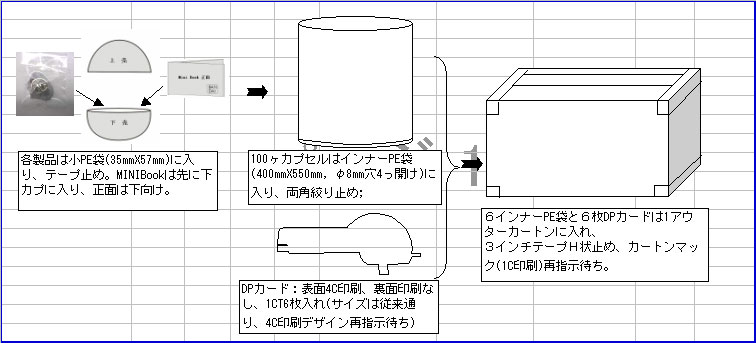 上 売
Mini Book 正面
下 売
各製品は小PE袋(35mmX57mm)に入
り、テープ止め。MINIBookは先に下
カプに入り、正面は下向け。
100ヶカプセルはインナーPE袋
(400mmX550mm, φ8mm穴4っ開け)に
入り、両角絞り止め;
DPカード：表面4C印刷、裏面印刷な
し、1CT6枚入れ(サイズは従来通
り、4C印刷デザイン再指示待ち)
６インナーPE袋と６枚DPカードは1アウ
ターカートンに入れ、
３インチテープH状止め、カートンマッ
ク(1C印刷)再指示待ち。